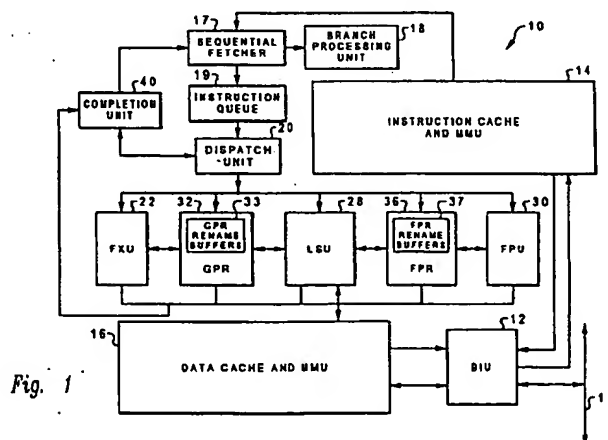 17
SEQUENTIAL
FETCHER
BRANCH
PROCESSING
UNIT
18
10
40
COMPLETION
UNIT
19
INSTRUCTION
QUEUE
14
INSTRUCTION CACHE
AND MMU
20
DISPATCH
UNIT
22
FXU
32
33
GPR
RENAME
BUFFERS
GPR
28
LSU
36
37
FPR
RENAME
BUFFERS
FPR
30
FPU
16
DATA CACHE AND MMU
12
BIU
Fig. 1
1